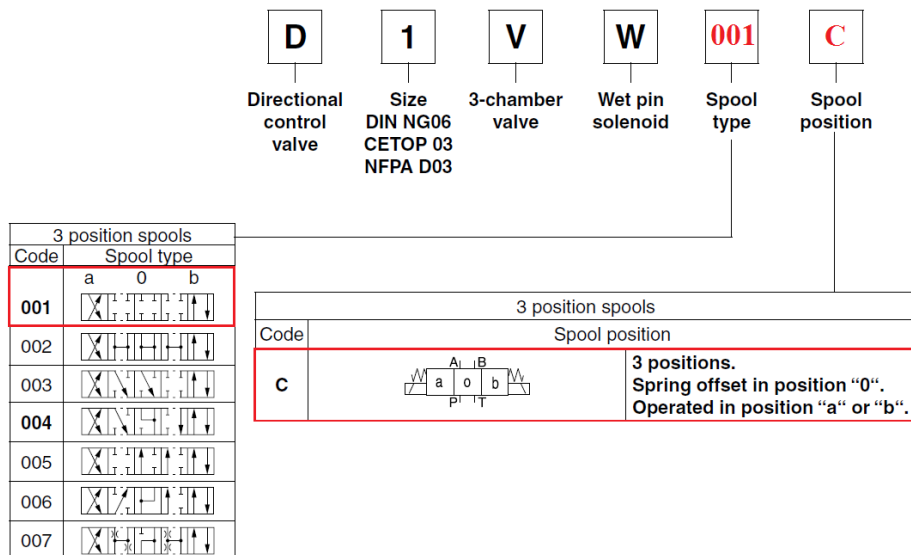 D 1 V W 001 C
Directional control valve
Size DIN NG06 CETOP 03 NFPA D03
3-chamber valve
Wet pin solenoid
Spool type
Spool position
3 position spools
Code Spool type
a 0 b
001
002
003
004
005
006
007
3 position spools
Code Spool position
C
A B
a o b
P T
3 positions.
Spring offset in position “0“.
Operated in position “a” or “b“.